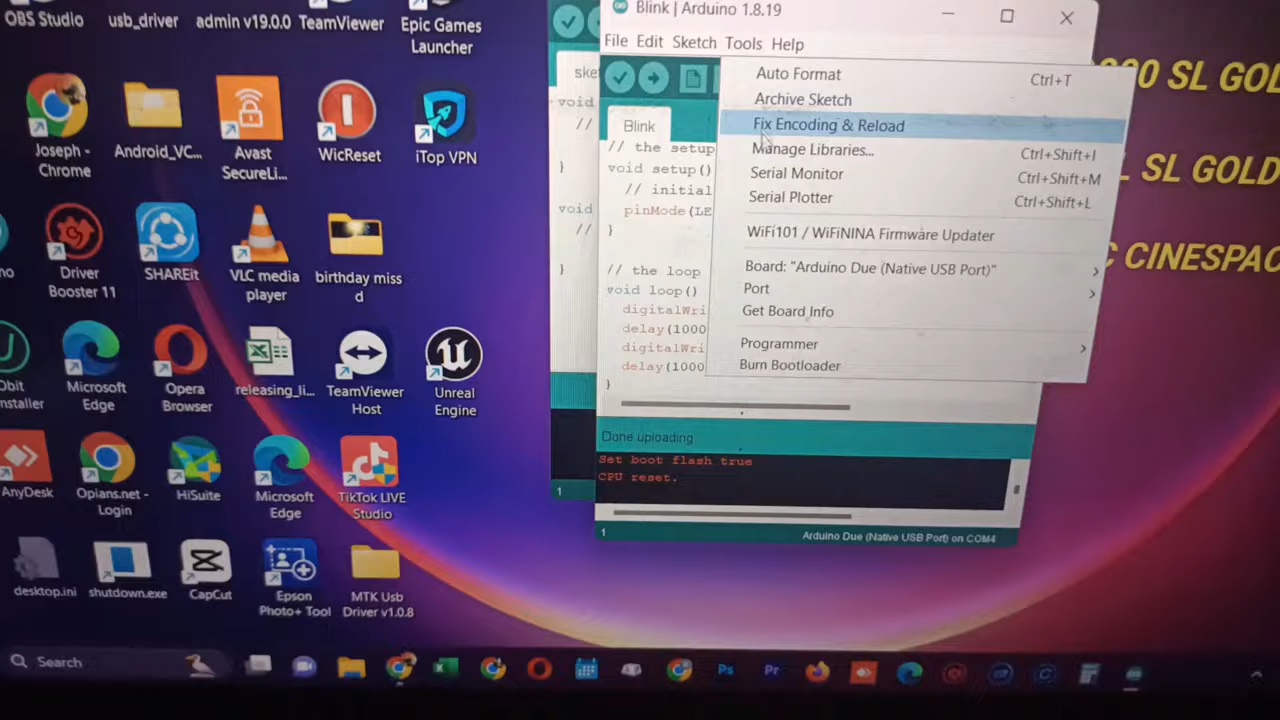 OBS Studio
usb_driver
admin v19.0.0
TeamViewer
Epic Games
Launcher
Joseph -
Chrome
Android_VC...
Avast
SecureLi...
WicReset
iTop VPN
Driver
Booster 11
SHAREit
VLC media
player
birthday miss
d
Microsoft
Edge
Opera
Browser
releasing_li...
TeamViewer
Host
Unreal
Engine
AnyDesk
Opians.net -
Login
HiSuite
Microsoft
Edge
TikTok LIVE
Studio
desktop.ini
shutdown.exe
CapCut
Epson
Photo+ Tool
MTK Usb
Driver v1.0.8
Search
void
//
}
void
//
}
1
Blink | Arduino 1.8.19
File Edit Sketch Tools Help
Blink
// the setup
void setup()
// initial
pinMode(LE
}
// the loop
void loop()
digitalWri
delay(1000
digitalWri
delay(1000
}
Auto Format Ctrl+T
Archive Sketch
Fix Encoding & Reload
Manage Libraries... Ctrl+Shift+I
Serial Monitor Ctrl+Shift+M
Serial Plotter Ctrl+Shift+L
WiFi101 / WiFiNINA Firmware Updater
Board: "Arduino Due (Native USB Port)"
Port
Get Board Info
Programmer
Burn Bootloader
Done uploading
Set boot flash true
CPU reset.
1 Arduino Due (Native USB Port) on COM4
SL GOL
SL GOLD
CINESPAC